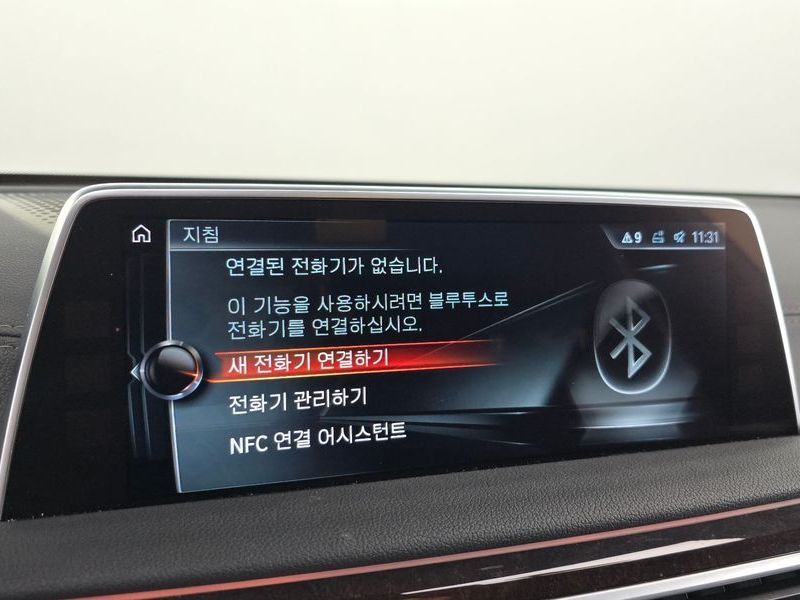 지침
9 11:31
연결된 전화기가 없습니다.
이 기능을 사용하시려면 블루투스로
전화기를 연결하십시오.
새 전화기 연결하기
전화기 관리하기
NFC 연결 어시스턴트